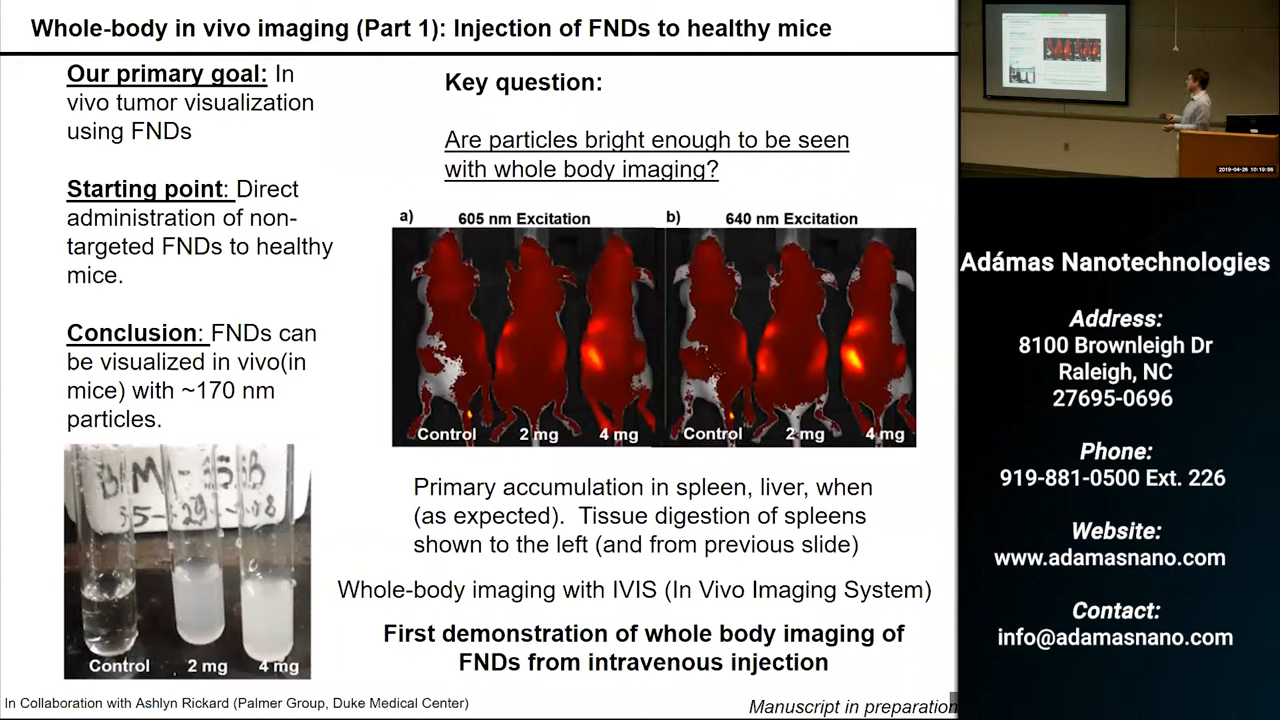 Whole-body in vivo imaging (Part 1): Injection of FNDs to healthy mice
Our primary goal: In
vivo tumor visualization
using FNDs
Starting point: Direct
administration of non-
targeted FNDs to healthy
mice.
Conclusion: FNDs can
be visualized in vivo(in
mice) with ~170 nm
particles.
Control
2 mg
4 mg
Key question:
Are particles bright enough to be seen
with whole body imaging?
a)
605 nm Excitation
b)
640 nm Excitation
Control
2 mg
4 mg
Control
2 mg
4 mg
Primary accumulation in spleen, liver, when
(as expected). Tissue digestion of spleens
shown to the left (and from previous slide)
Whole-body imaging with IVIS (In Vivo Imaging System)
First demonstration of whole body imaging of
FNDs from intravenous injection
In Collaboration with Ashlyn Rickard (Palmer Group, Duke Medical Center)
Manuscript in preparation
2019-04-26 10:19:56
Adámas Nanotechnologies
Address:
8100 Brownleigh Dr
Raleigh, NC
27695-0696
Phone:
919-881-0500 Ext. 226
Website:
www.adamasnano.com
Contact:
info@adamasnano.com